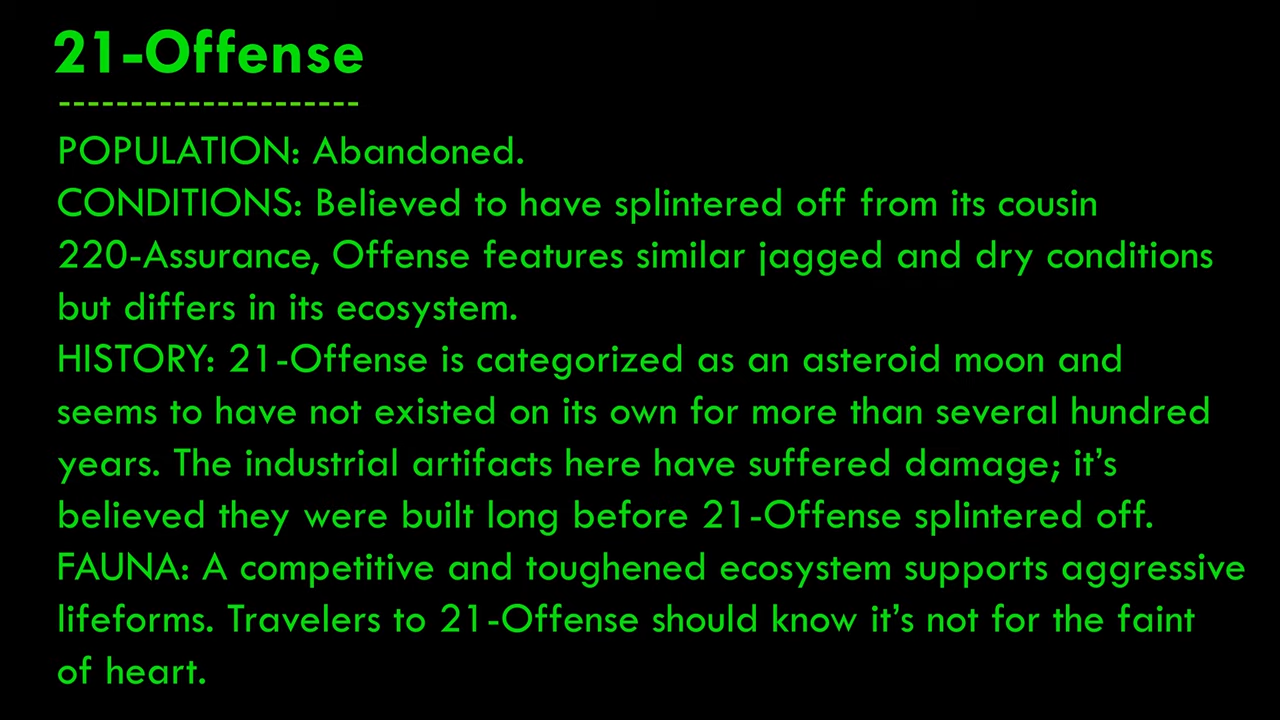 21-Offense
---------------------
POPULATION: Abandoned.
CONDITIONS: Believed to have splintered off from its cousin
220-Assurance, Offense features similar jagged and dry conditions
but differs in its ecosystem.
HISTORY: 21-Offense is categorized as an asteroid moon and
seems to have not existed on its own for more than several hundred
years. The industrial artifacts here have suffered damage; it’s
believed they were built long before 21-Offense splintered off.
FAUNA: A competitive and toughened ecosystem supports aggressive
lifeforms. Travelers to 21-Offense should know it’s not for the faint
of heart.